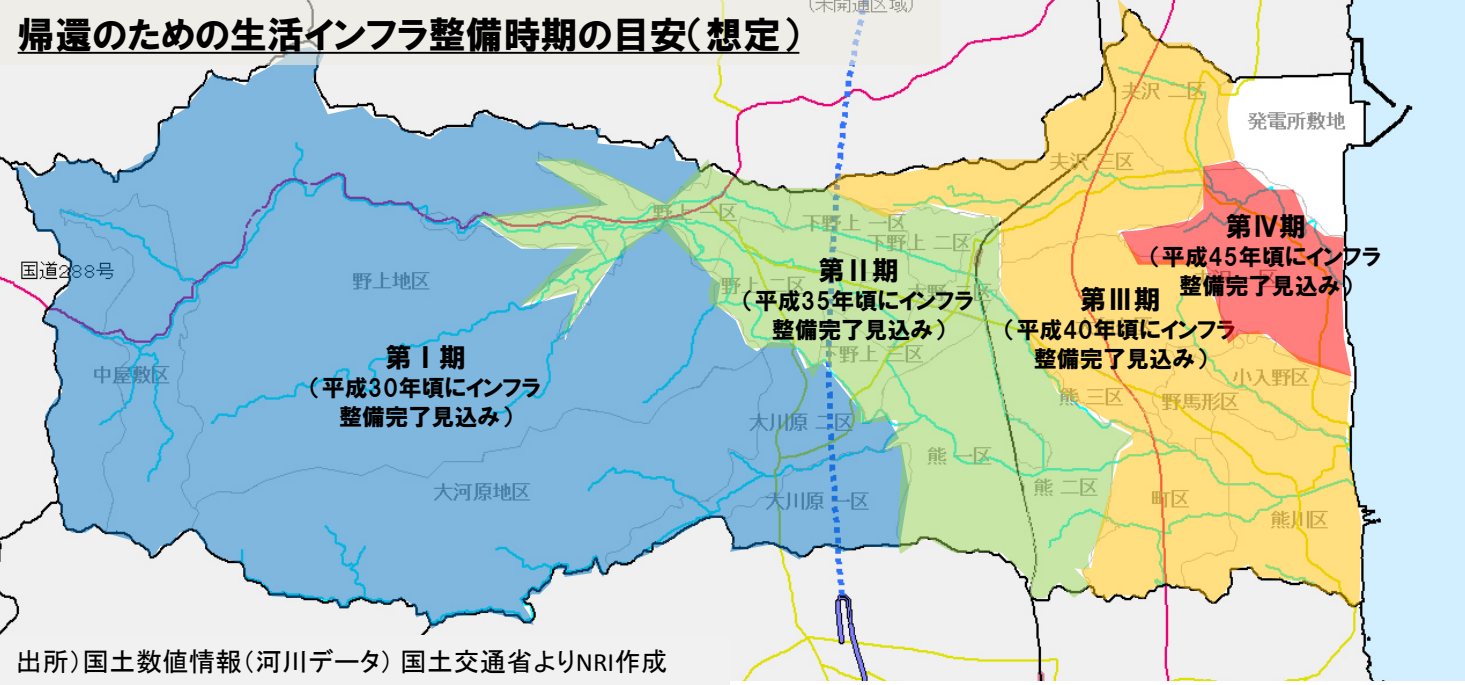 帰還のための生活インフラ整備時期の目安(想定)
(未開通区域)
夫沢 二区
発電所敷地
夫沢 三区
野上 一区
下野上 一区
下野上 二区
国道288号
野上地区
野上 二区
第Ⅱ期
(平成35年頃にインフラ
整備完了見込み)
第Ⅳ期
(平成45年頃にインフラ
整備完了見込み)
第Ⅲ期
(平成40年頃にインフラ
整備完了見込み)
第Ⅰ期
(平成30年頃にインフラ
整備完了見込み)
中屋敷区
小入野区
熊 三区
野馬形区
大川原 二区
熊 一区
大河原地区
大川原 一区
熊 二区
町区
熊川区
出所)国土数値情報(河川データ) 国土交通省よりNRI作成